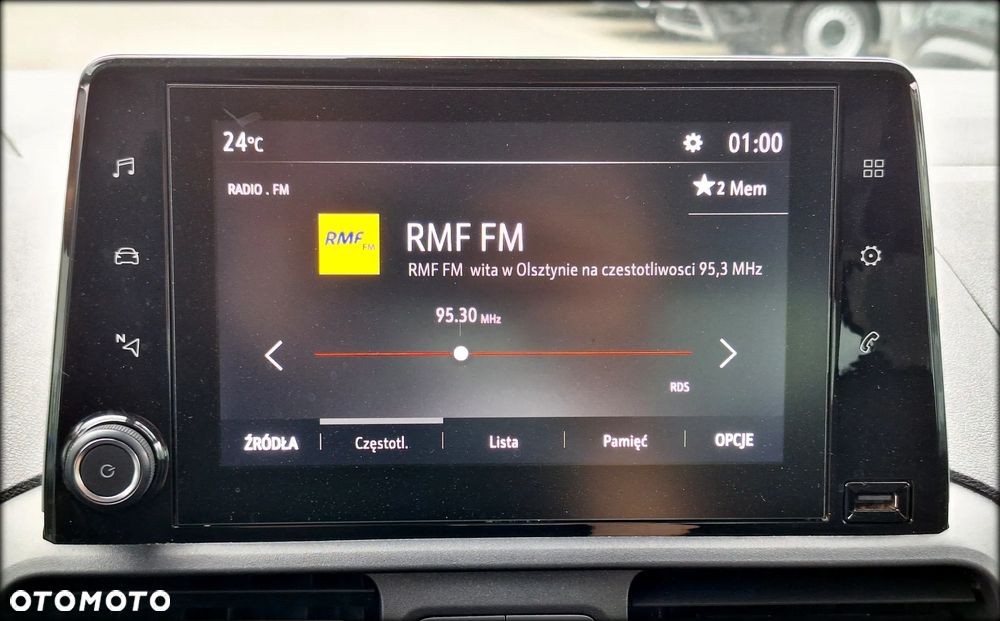 24°C
01:00
RADIO . FM
2 Mem
RMF FM
RMF FM
RMF FM wita w Olsztynie na czestotliwosci 95,3 MHz
95.30 MHz
N
RDS
ŹRÓDŁA
Częstotl.
Lista
Pamięć
OPCJE
OTOMOTO